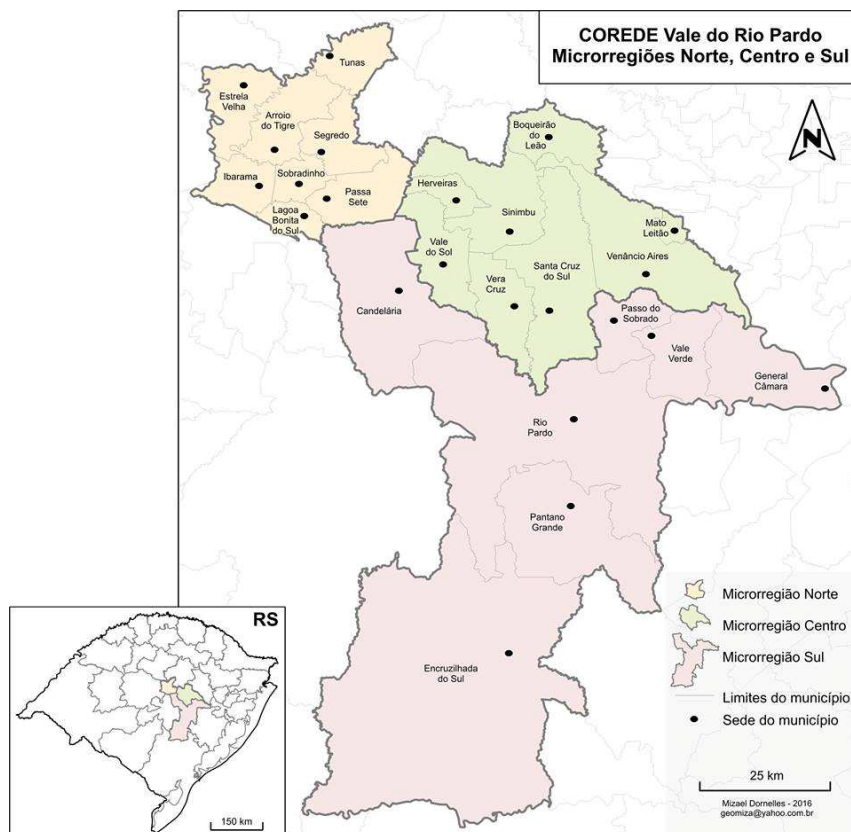 COREDE Vale do Rio Pardo
Microrregiões Norte, Centro e Sul
Tunas
Estrela
Velha
Arroio
do Tigre
Segredo
Ibarama
Sobradinho
Passa
Sete
Lagoa
Bonita
do Sul
Boqueirão
do
Leão
Herveiras
Sinimbu
Mato
Leitão
Vale
do Sol
Venâncio Aires
Vera
Cruz
Santa Cruz
do Sul
Candelária
Passo do
Sobrado
Vale
Verde
General
Câmara
Rio
Pardo
Pantano
Grande
Encruzilhada
do Sul
N
Microrregião Norte
Microrregião Centro
Microrregião Sul
Limites do município
Sede do município
25 km
Mizael Dornelles - 2016
geomiza@yahoo.com.br
RS
150 km